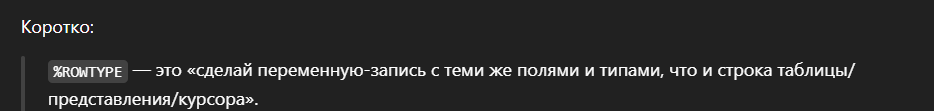 Коротко:
%ROWTYPE — это «сделай переменную-запись с теми же полями и типами, что и строка таблицы/
представления/курсора».